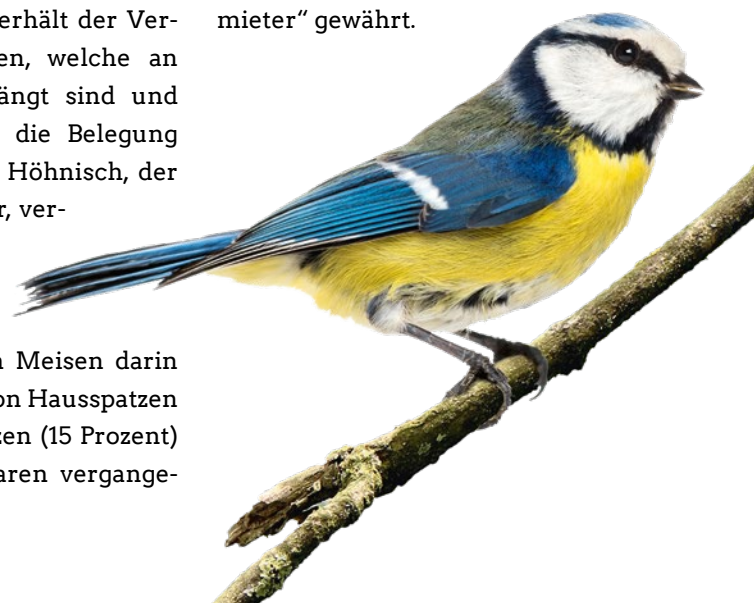 erhält der Ver-
en, welche an
ängt sind und
die Belegung
Höhnisch, der
r, ver-
n Meisen darin
on Hausspatzen
zen (15 Prozent)
aren vergange-
mieter“ gewährt.